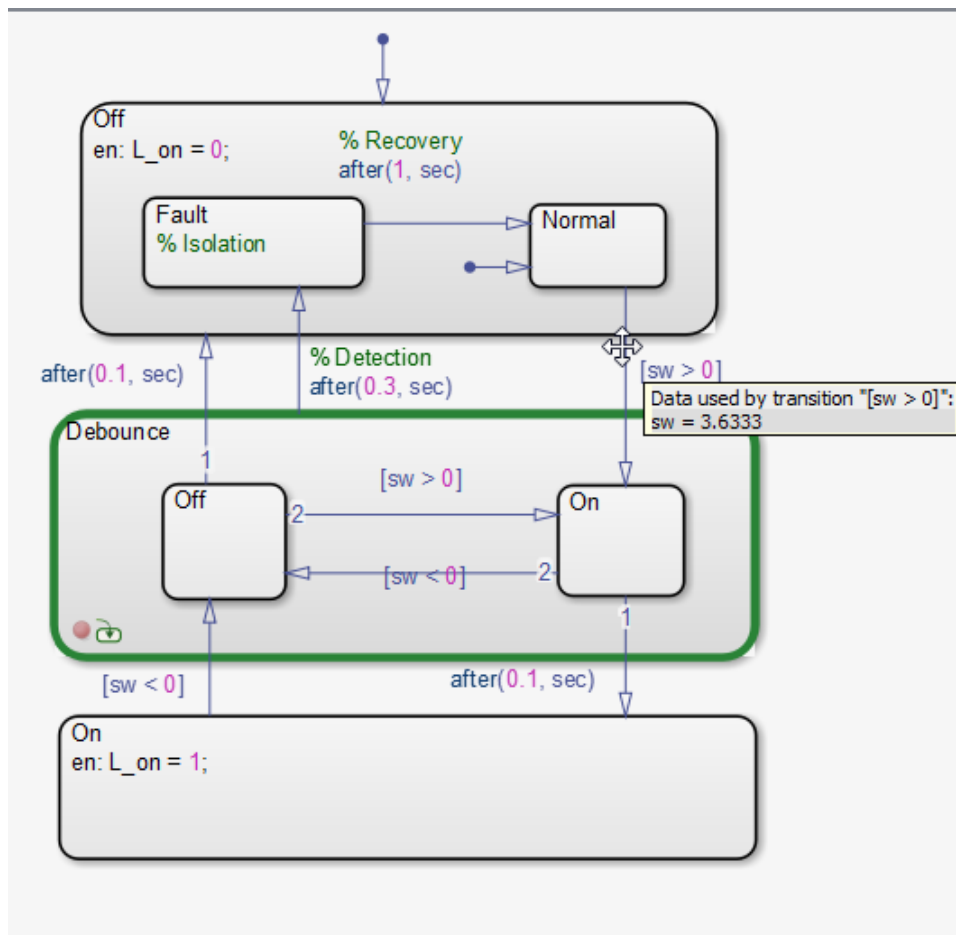 Off
en: L_on = 0;
% Recovery
after(1, sec)
Fault
% Isolation
Normal
after(0.1, sec)
% Detection
after(0.3, sec)
[sw > 0]
Data used by transition "[sw > 0]":
sw = 3.6333
Debounce
1
Off
[sw > 0]
On
2
[sw < 0]
2
1
[sw < 0]
after(0.1, sec)
On
en: L_on = 1;